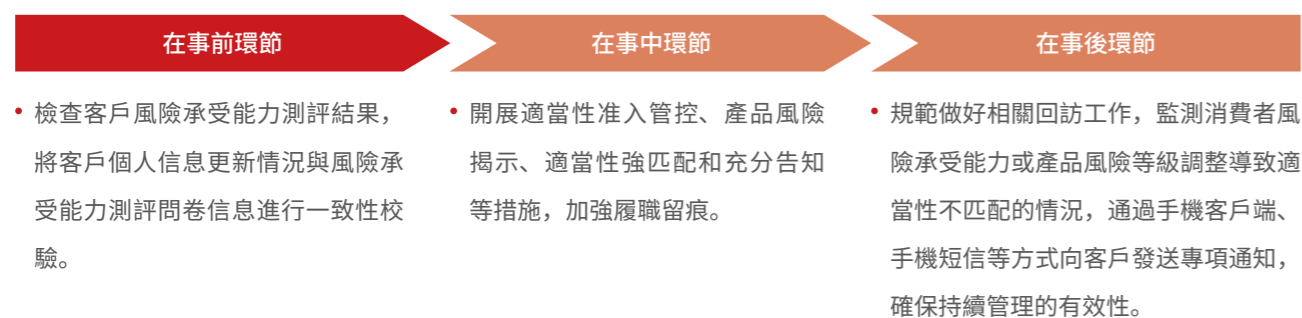 在事前環節
檢查客戶風險承受能力測評結果，
將客戶個人信息更新情況與風險承
受能力測評問卷信息進行一致性校
驗。
在事中環節
開展適當性准入管控、產品風險
揭示、適當性強匹配和充分告知
等措施，加強履職留痕。
在事後環節
規範做好相關回訪工作，監測消費者風
險承受能力或產品風險等級調整導致適
當性不匹配的情況，通過手機客戶端、
手機短信等方式向客戶發送專項通知，
確保持續管理的有效性。